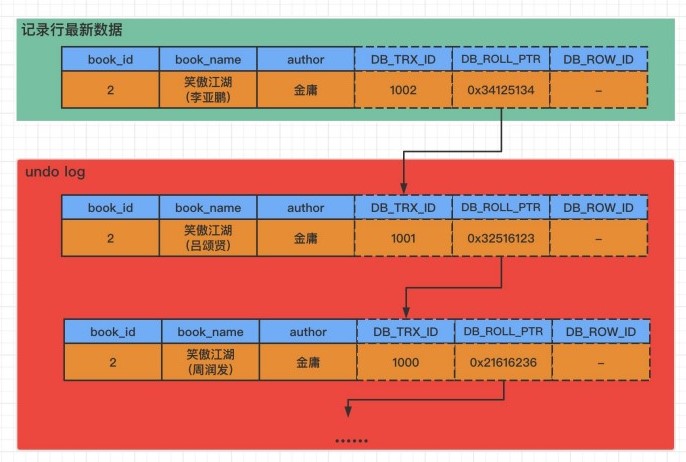 记录行最新数据
book_id book_name author DB_TRX_ID DB_ROLL_PTR DB_ROW_ID
2 笑傲江湖 金庸 1002 0x34125134 –
(李亚鹏)
undo log
book_id book_name author DB_TRX_ID DB_ROLL_PTR DB_ROW_ID
2 笑傲江湖 金庸 1001 0x32516123 –
(吕颂贤)
book_id book_name author DB_TRX_ID DB_ROLL_PTR DB_ROW_ID
2 笑傲江湖 金庸 1000 0x21616236 –
(周润发)
......